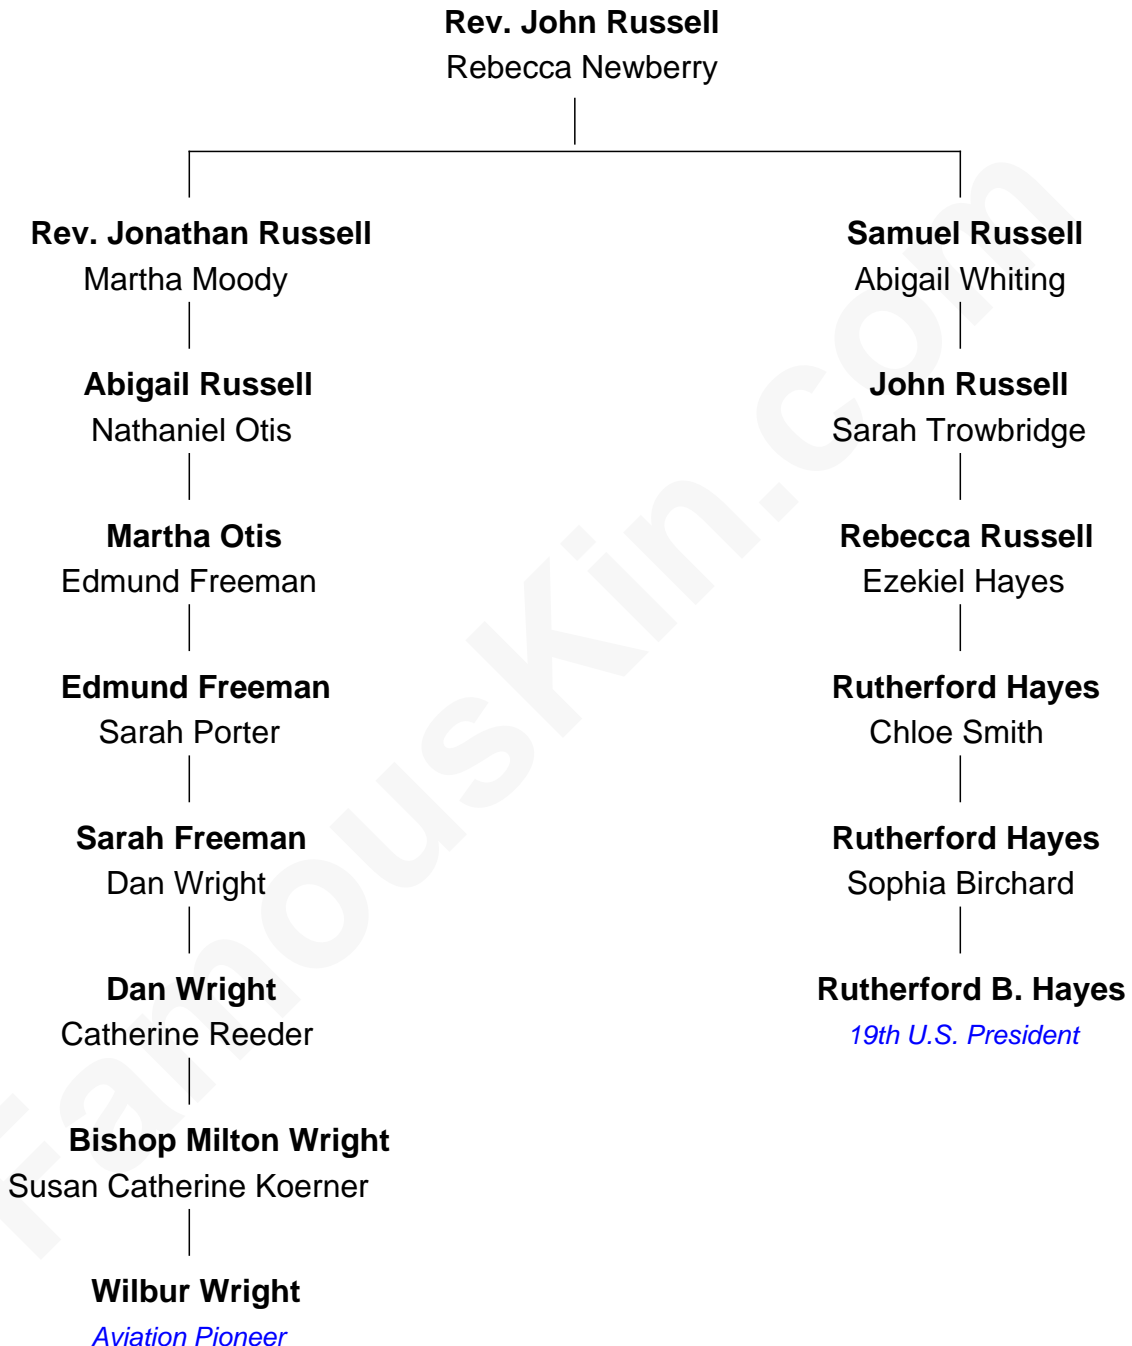 Rev. John Russell
Rebecca Newberry
Rev. Jonathan Russell
Martha Moody
Abigail Russell
Nathaniel Otis
Martha Otis
Edmund Freeman
Edmund Freeman
Sarah Porter
Sarah Freeman
Dan Wright
Dan Wright
Catherine Reeder
Bishop Milton Wright
Susan Catherine Koerner
Wilbur Wright
Aviation Pioneer
Samuel Russell
Abigail Whiting
John Russell
Sarah Trowbridge
Rebecca Russell
Ezekiel Hayes
Rutherford Hayes
Chloe Smith
Rutherford Hayes
Sophia Birchard
Rutherford B. Hayes
19th U.S. President
FamousKin.com